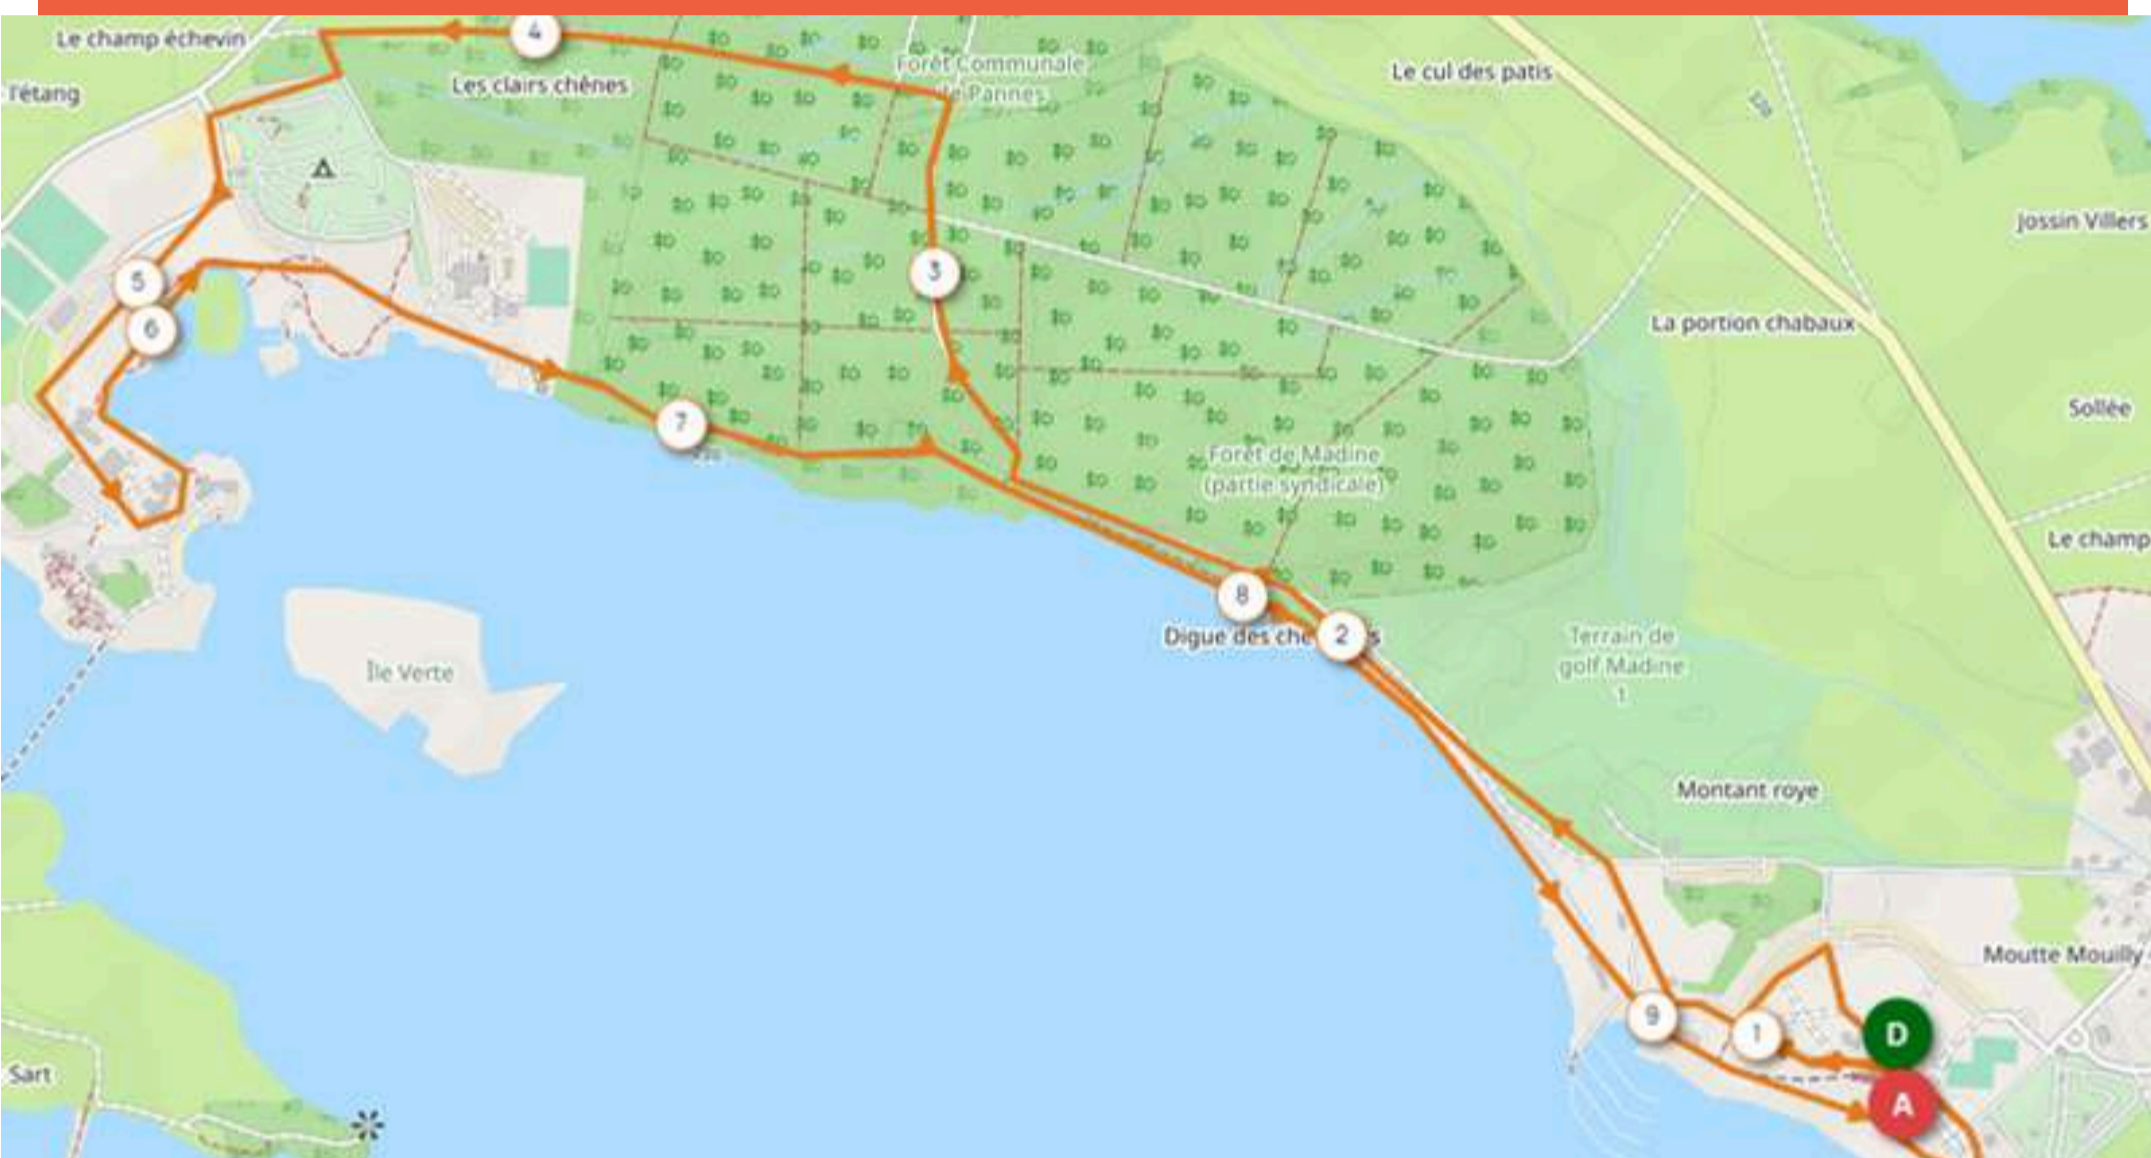 4
Le champ échevin
Les clairs chênes
Forêt Communale
de Pannes
Le cul des patis
l'étang
Jossin Villers
5
3
6
La portion chabaux
Sollée
7
Forêt de Madine
(partie syndicale)
Le champ
8
Digue des che
2
s
Terrain de
golf Madine
1
Île Verte
Montant roye
Moutte Mouilly
9
1
D
Sart
A